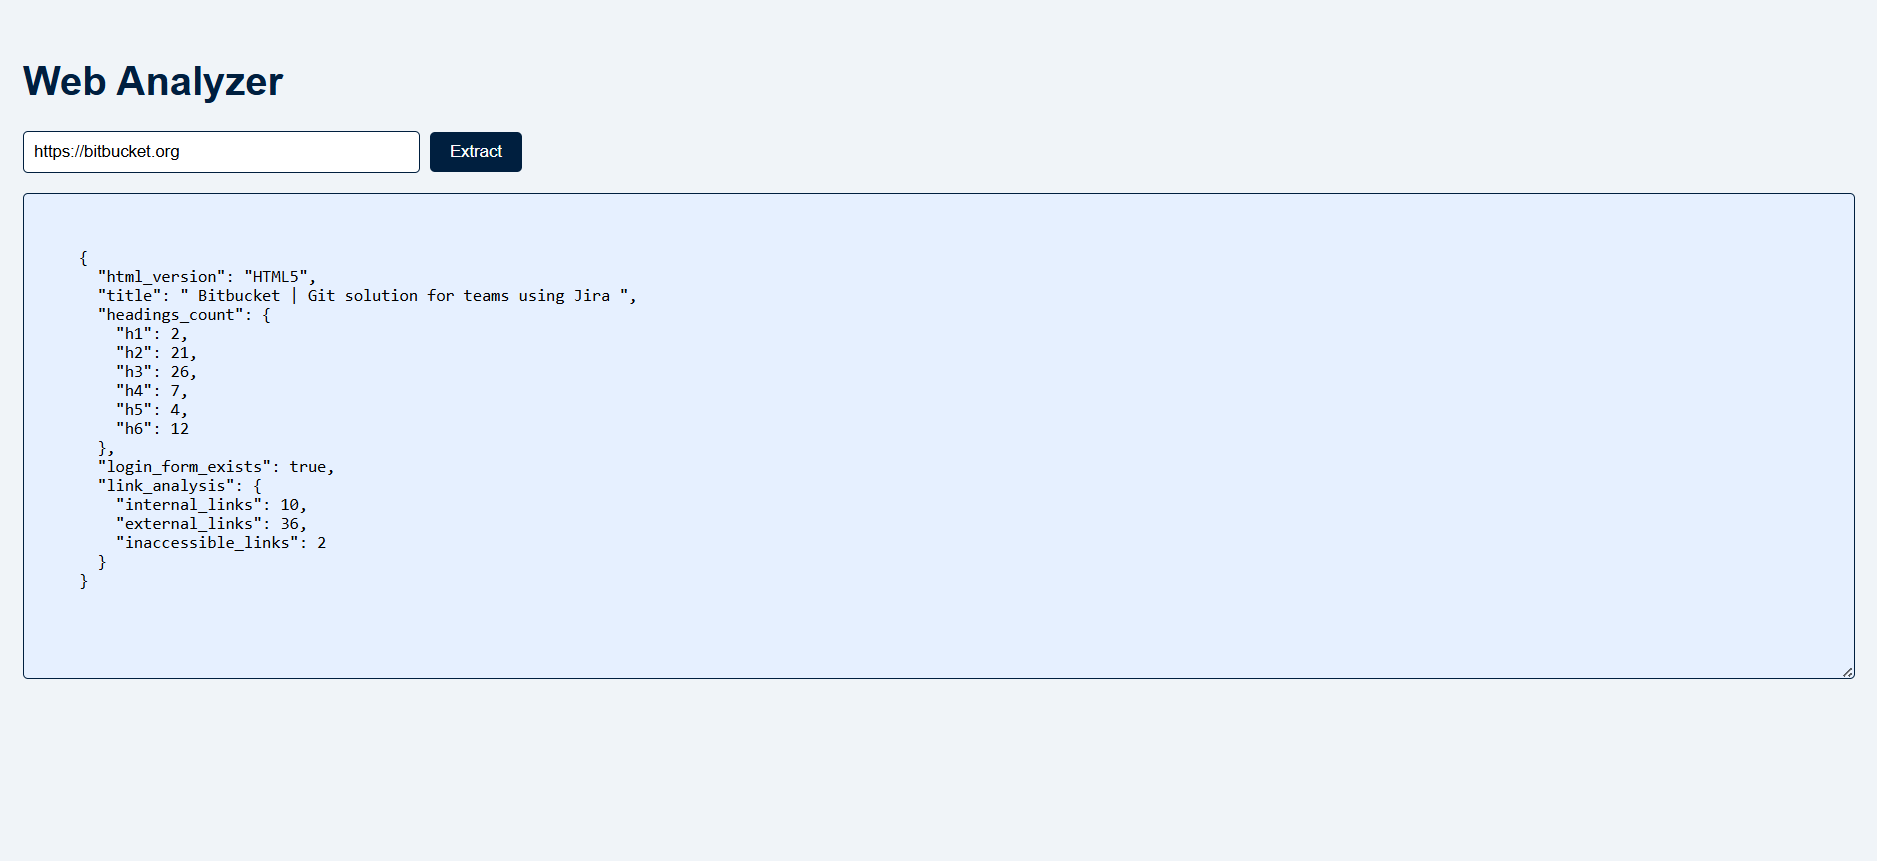 Web Analyzer
https://bitbucket.org
Extract
{
  "html_version": "HTML5",
  "title": " Bitbucket | Git solution for teams using Jira ",
  "headings_count": {
    "h1": 2,
    "h2": 21,
    "h3": 26,
    "h4": 7,
    "h5": 4,
    "h6": 12
  },
  "login_form_exists": true,
  "link_analysis": {
    "internal_links": 10,
    "external_links": 36,
    "inaccessible_links": 2
  }
}